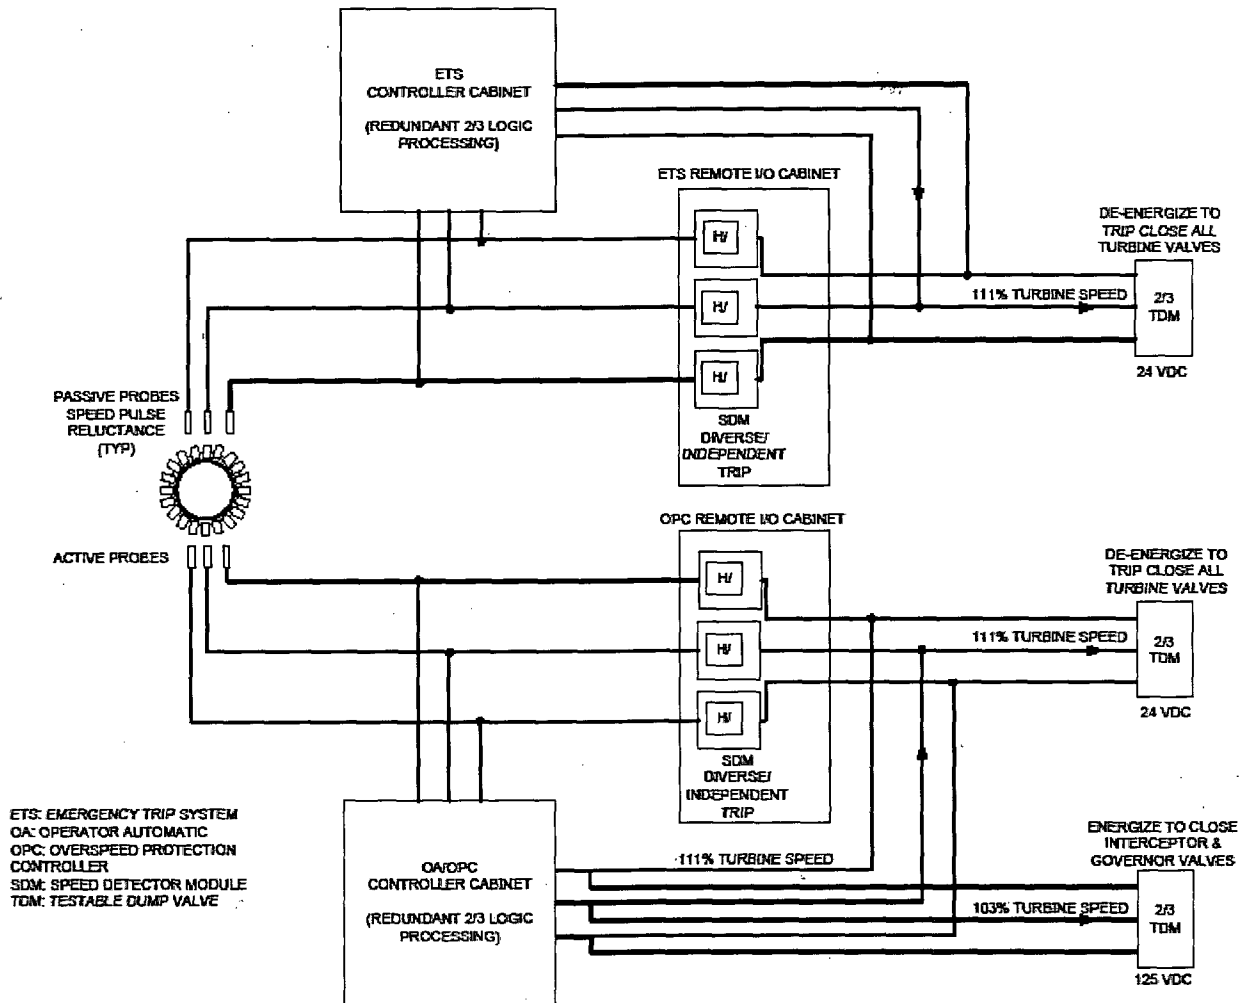 ETS
CONTROLLER CABINET
(REDUNDANT 2/3 LOGIC
PROCESSING)
ETS REMOTE I/O CABINET
H/
H/
H/
SDM
DIVERSE/
INDEPENDENT
TRIP
DE-ENERGIZE TO
TRIP CLOSE ALL
TURBINE VALVES
111% TURBINE SPEED
2/3
TDM
24 VDC
PASSIVE PROBES
SPEED PULSE
RELUCTANCE
(TYP)
ACTIVE PROBES
OPC REMOTE I/O CABINET
H/
H/
H/
SDM
DIVERSE/
INDEPENDENT
TRIP
DE-ENERGIZE TO
TRIP CLOSE ALL
TURBINE VALVES
111% TURBINE SPEED
2/3
TDM
24 VDC
ETS: EMERGENCY TRIP SYSTEM
OA: OPERATOR AUTOMATIC
OPC: OVERSPEED PROTECTION
CONTROLLER
SDM: SPEED DETECTOR MODULE
TDM: TESTABLE DUMP VALVE
OA/OPC
CONTROLLER CABINET
(REDUNDANT 2/3 LOGIC
PROCESSING)
111% TURBINE SPEED
ENERGIZE TO CLOSE
INTERCEPTOR &
GOVERNOR VALVES
103% TURBINE SPEED
2/3
TDM
125 VDC